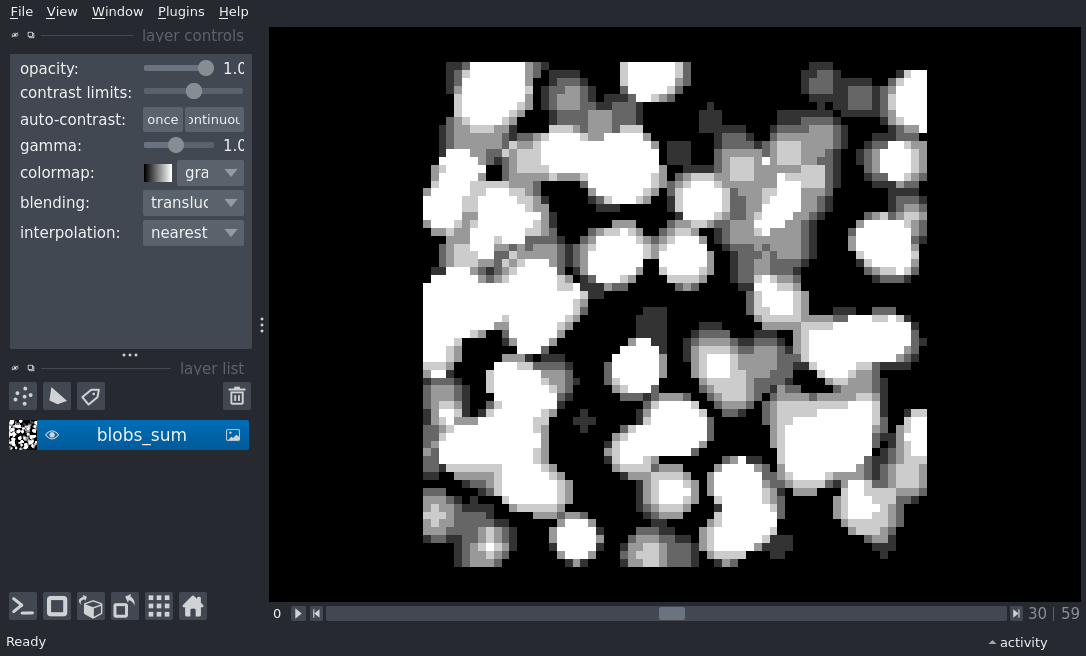 File View Window Plugins Help
layer controls
opacity: 1.0
contrast limits:
auto-contrast: once ontinuou
gamma: 1.0
colormap: gra
blending: transluc
interpolation: nearest
layer list
blobs_sum
0 30 | 59
Ready activity